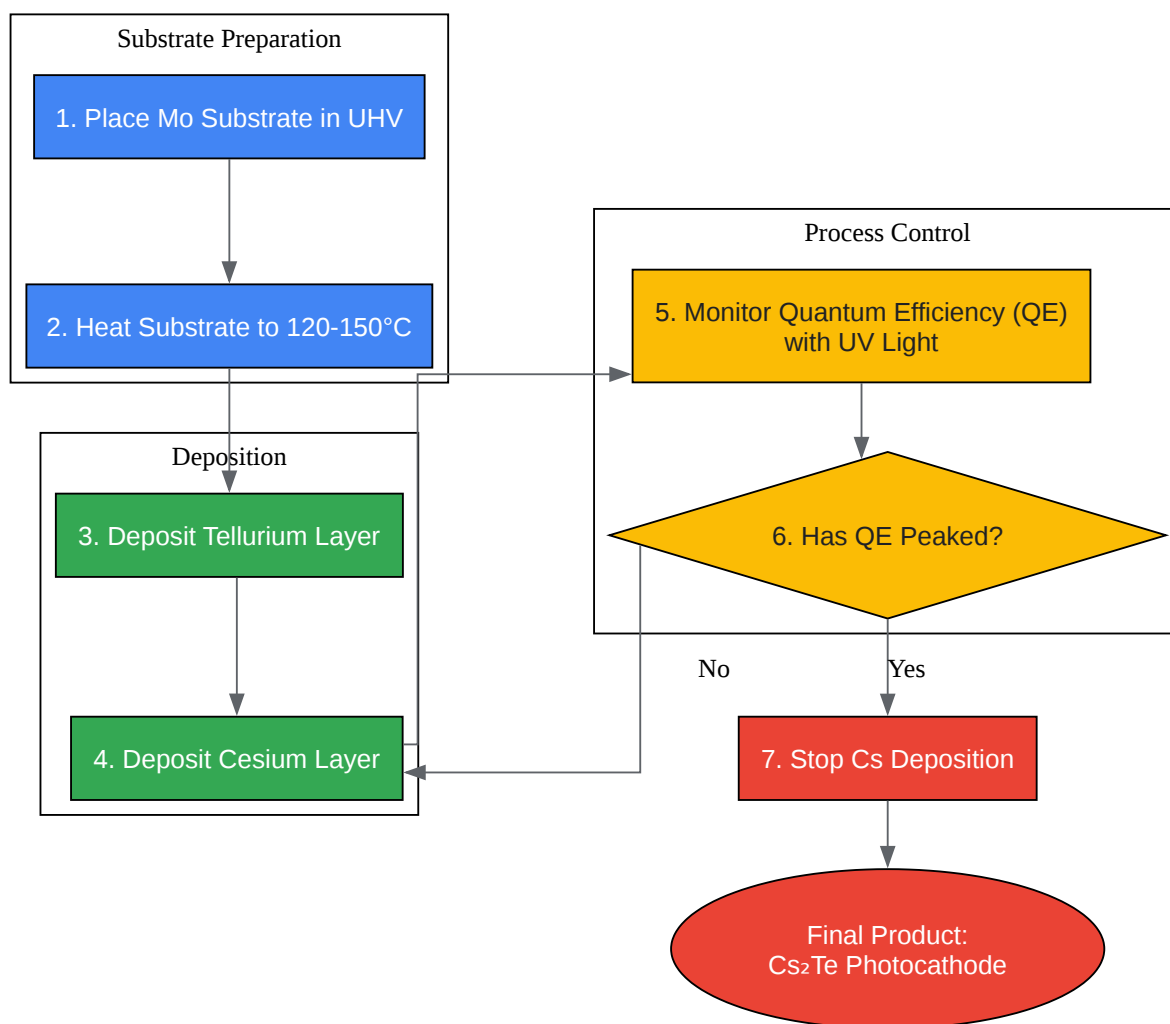 Substrate Preparation
1. Place Mo Substrate in UHV
2. Heat Substrate to 120-150°C
Deposition
3. Deposit Tellurium Layer
4. Deposit Cesium Layer
Process Control
5. Monitor Quantum Efficiency (QE)
with UV Light
6. Has QE Peaked?
No
Yes
7. Stop Cs Deposition
Final Product:
Cs₂Te Photocathode